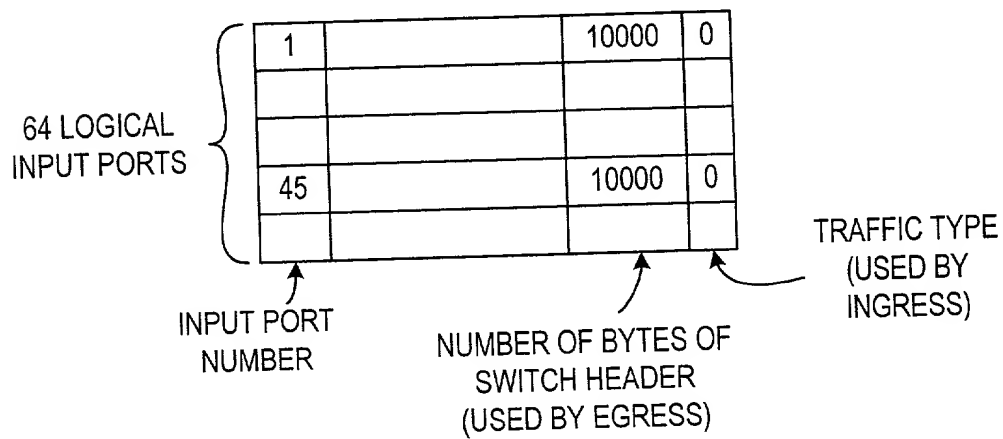 1 10000 0
64 LOGICAL
INPUT PORTS
45 10000 0
TRAFFIC TYPE
(USED BY
INGRESS)
INPUT PORT
NUMBER
NUMBER OF BYTES OF
SWITCH HEADER
(USED BY EGRESS)